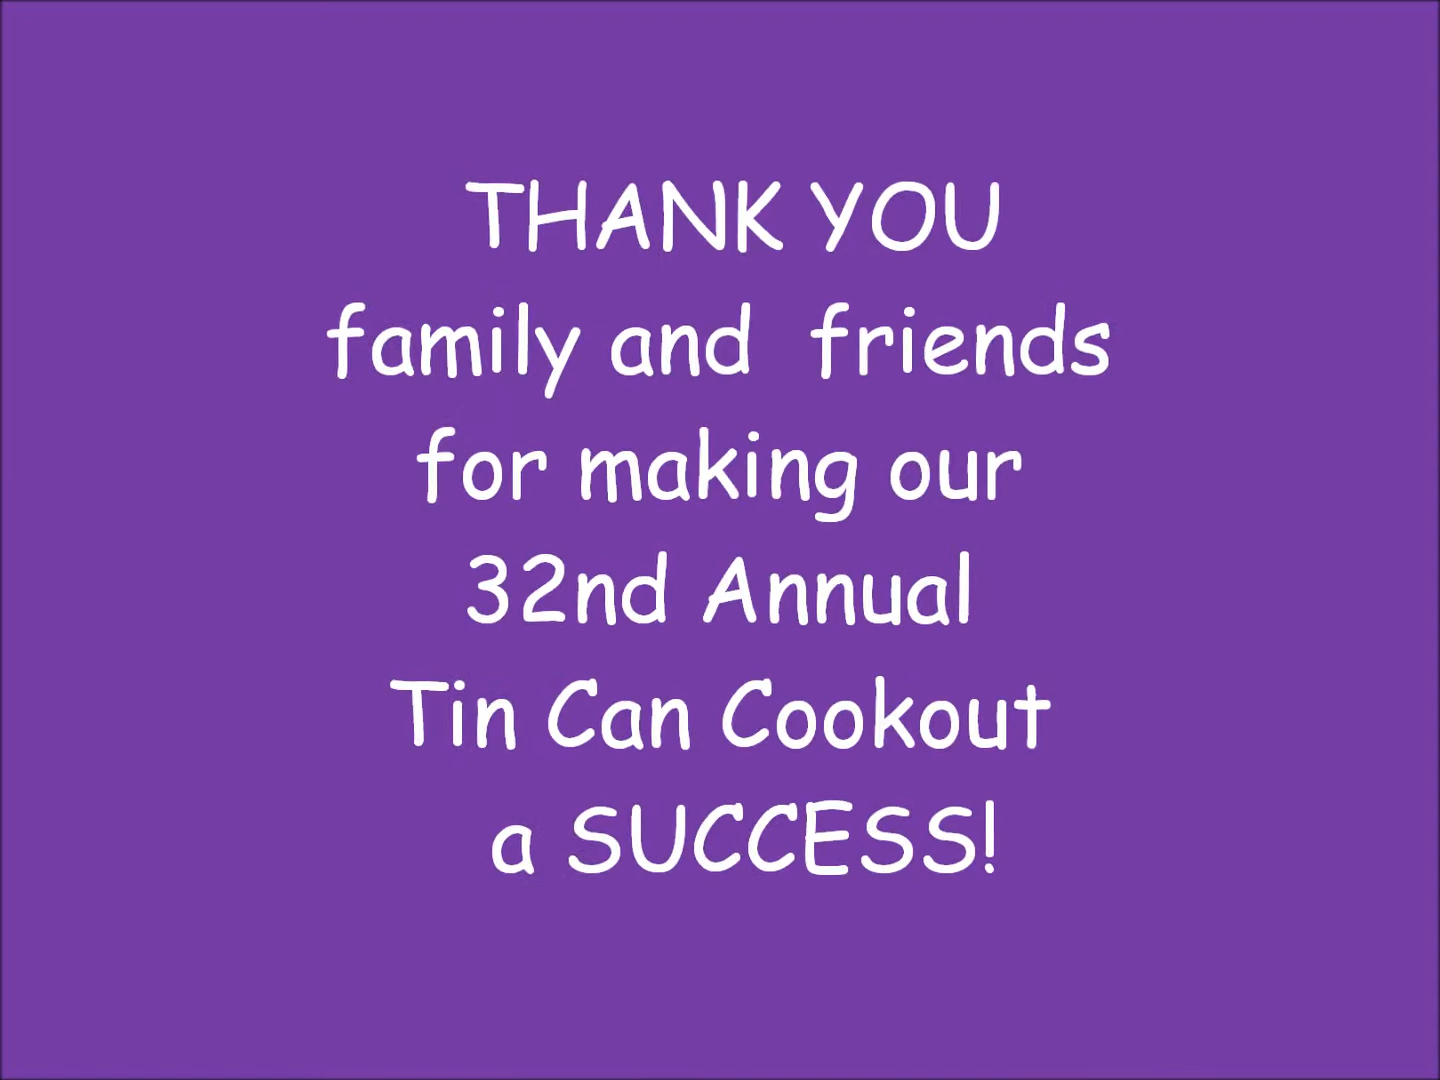 THANK YOU
family and  friends
for making our
32nd Annual
Tin Can Cookout
a SUCCESS!